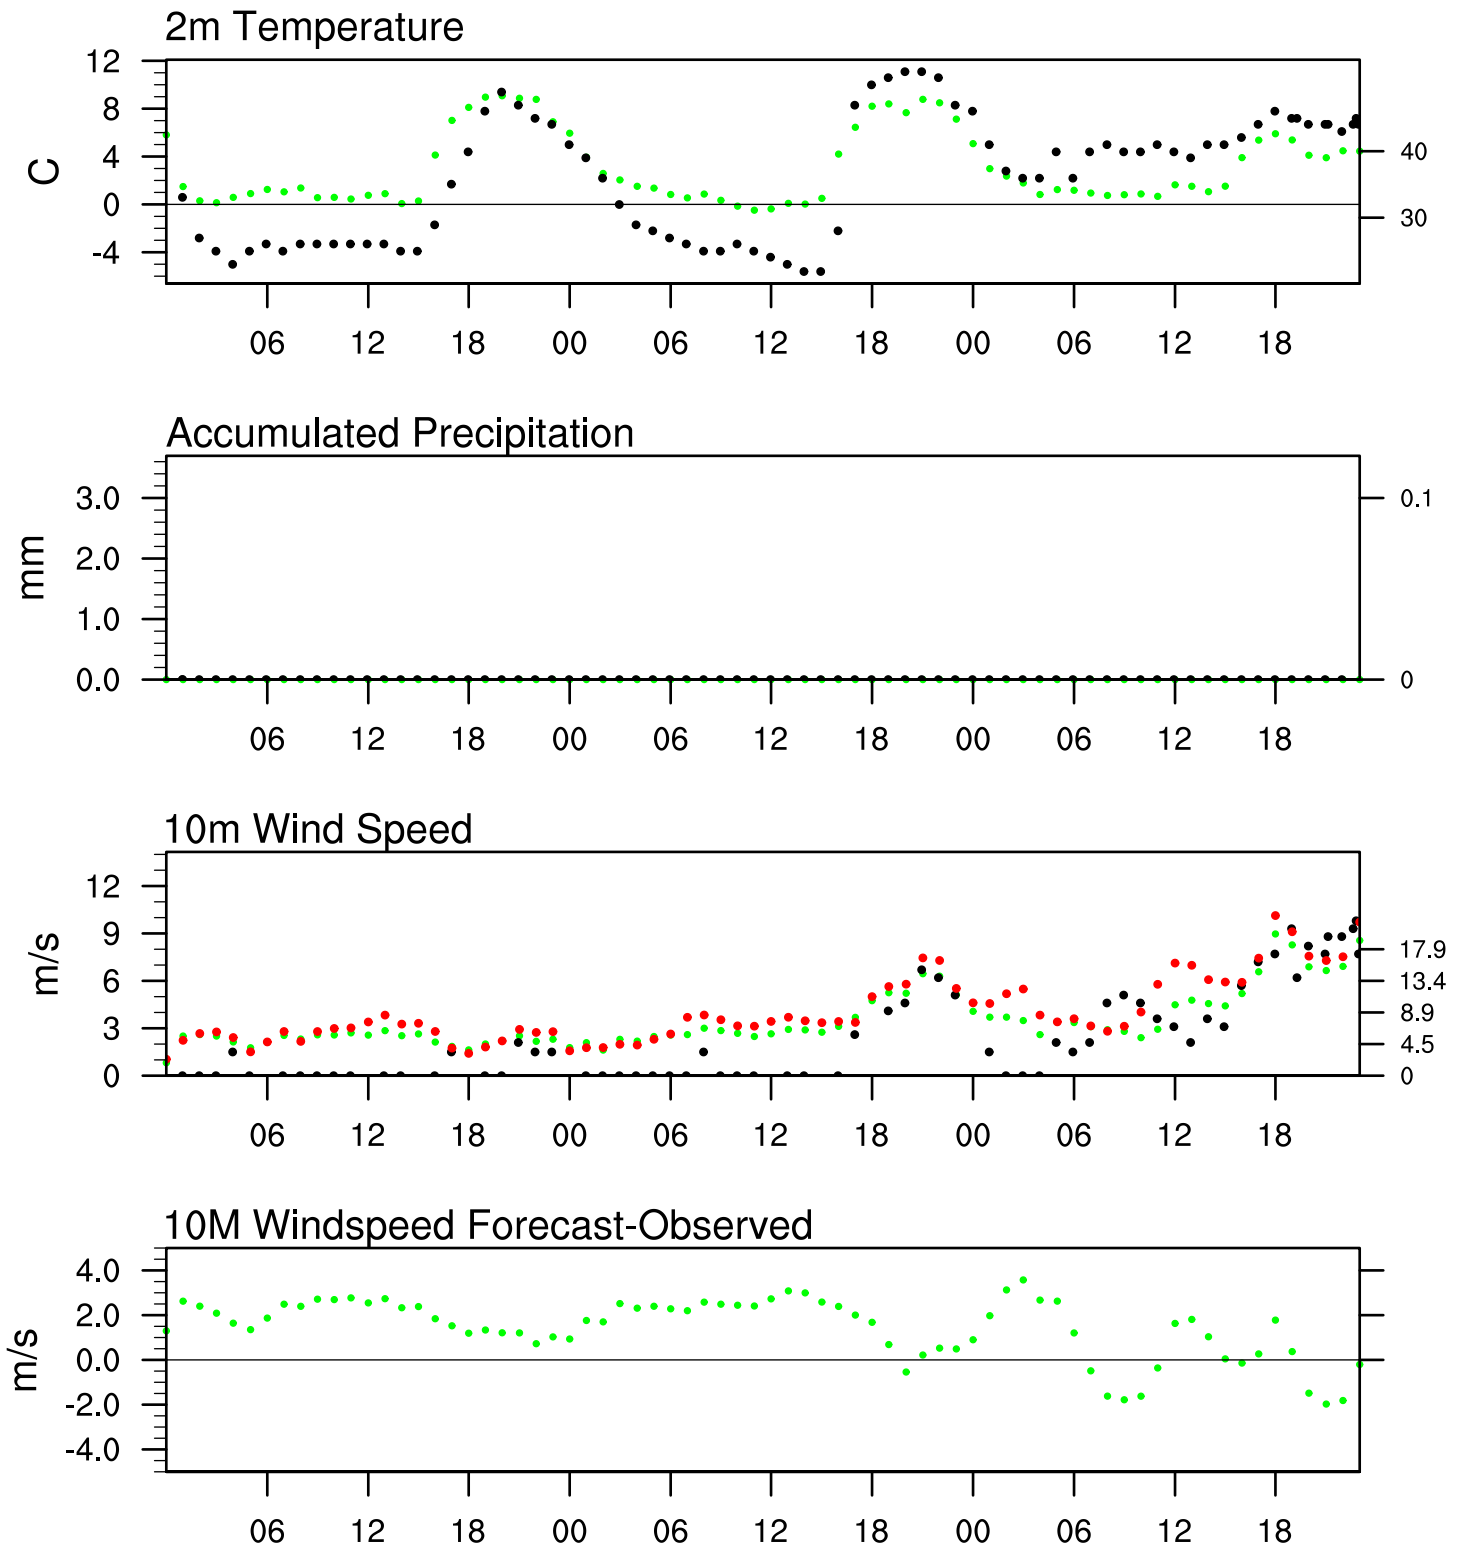 2m Temperature
12
8
4
0
-4
C
40
30
06 12 18 00 06 12 18 00 06 12 18
Accumulated Precipitation
3.0
2.0
1.0
0.0
mm
0.1
0
06 12 18 00 06 12 18 00 06 12 18
10m Wind Speed
12
9
6
3
0
m/s
17.9
13.4
8.9
4.5
0
06 12 18 00 06 12 18 00 06 12 18
10M Windspeed Forecast-Observed
4.0
2.0
0.0
-2.0
-4.0
m/s
06 12 18 00 06 12 18 00 06 12 18